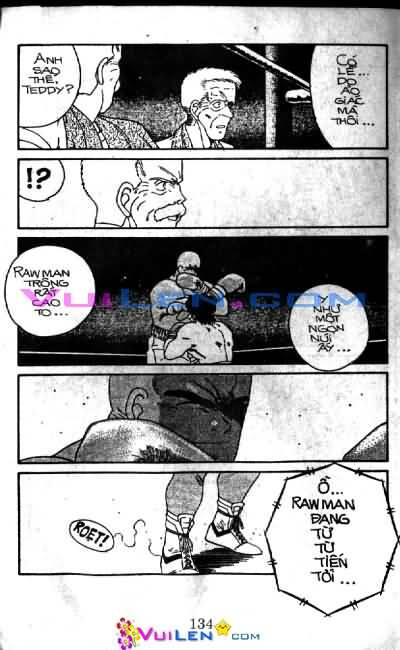 ANH
SAO
THẾ,
TEDDY?
CÓ
LẼ...
DO
ẢO
GIÁC
MÀ
THÔI...
!?
RAWMAN
TRÔNG
RẤT
CAO
TO...
Y
NHƯ
MỘT
NGỌN
NÚI
ẤY...
VuiLen.com
Ồ...
RAWMAN
ĐANG
TỪ
TỪ
TIẾN
TỚI...
ROẸT!
134
VuiLen.com